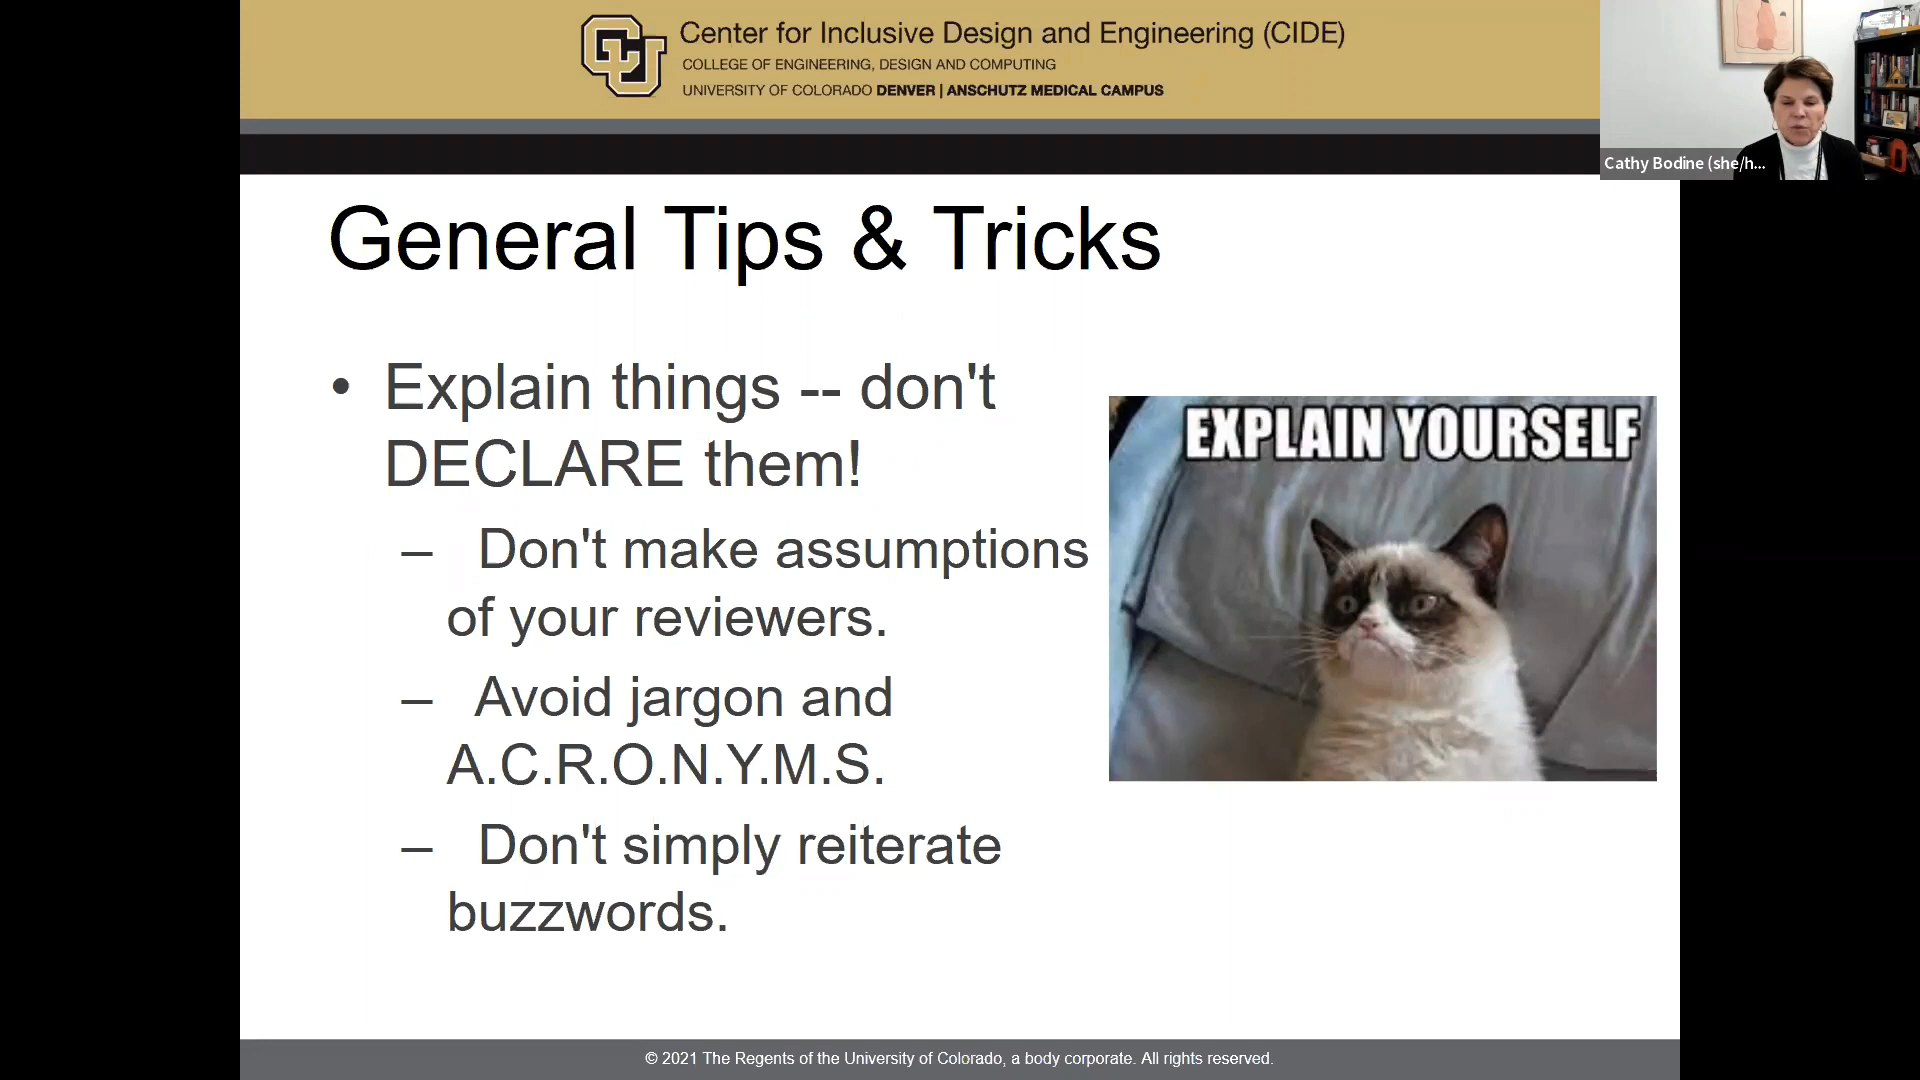 CU
Center for Inclusive Design and Engineering (CIDE)
COLLEGE OF ENGINEERING, DESIGN AND COMPUTING
UNIVERSITY OF COLORADO DENVER | ANSCHUTZ MEDICAL CAMPUS
Cathy Bodine (she/h...
General Tips & Tricks
• Explain things -- don't
DECLARE them!
– Don't make assumptions
of your reviewers.
– Avoid jargon and
A.C.R.O.N.Y.M.S.
– Don't simply reiterate
buzzwords.
EXPLAIN YOURSELF
© 2021 The Regents of the University of Colorado, a body corporate. All rights reserved.